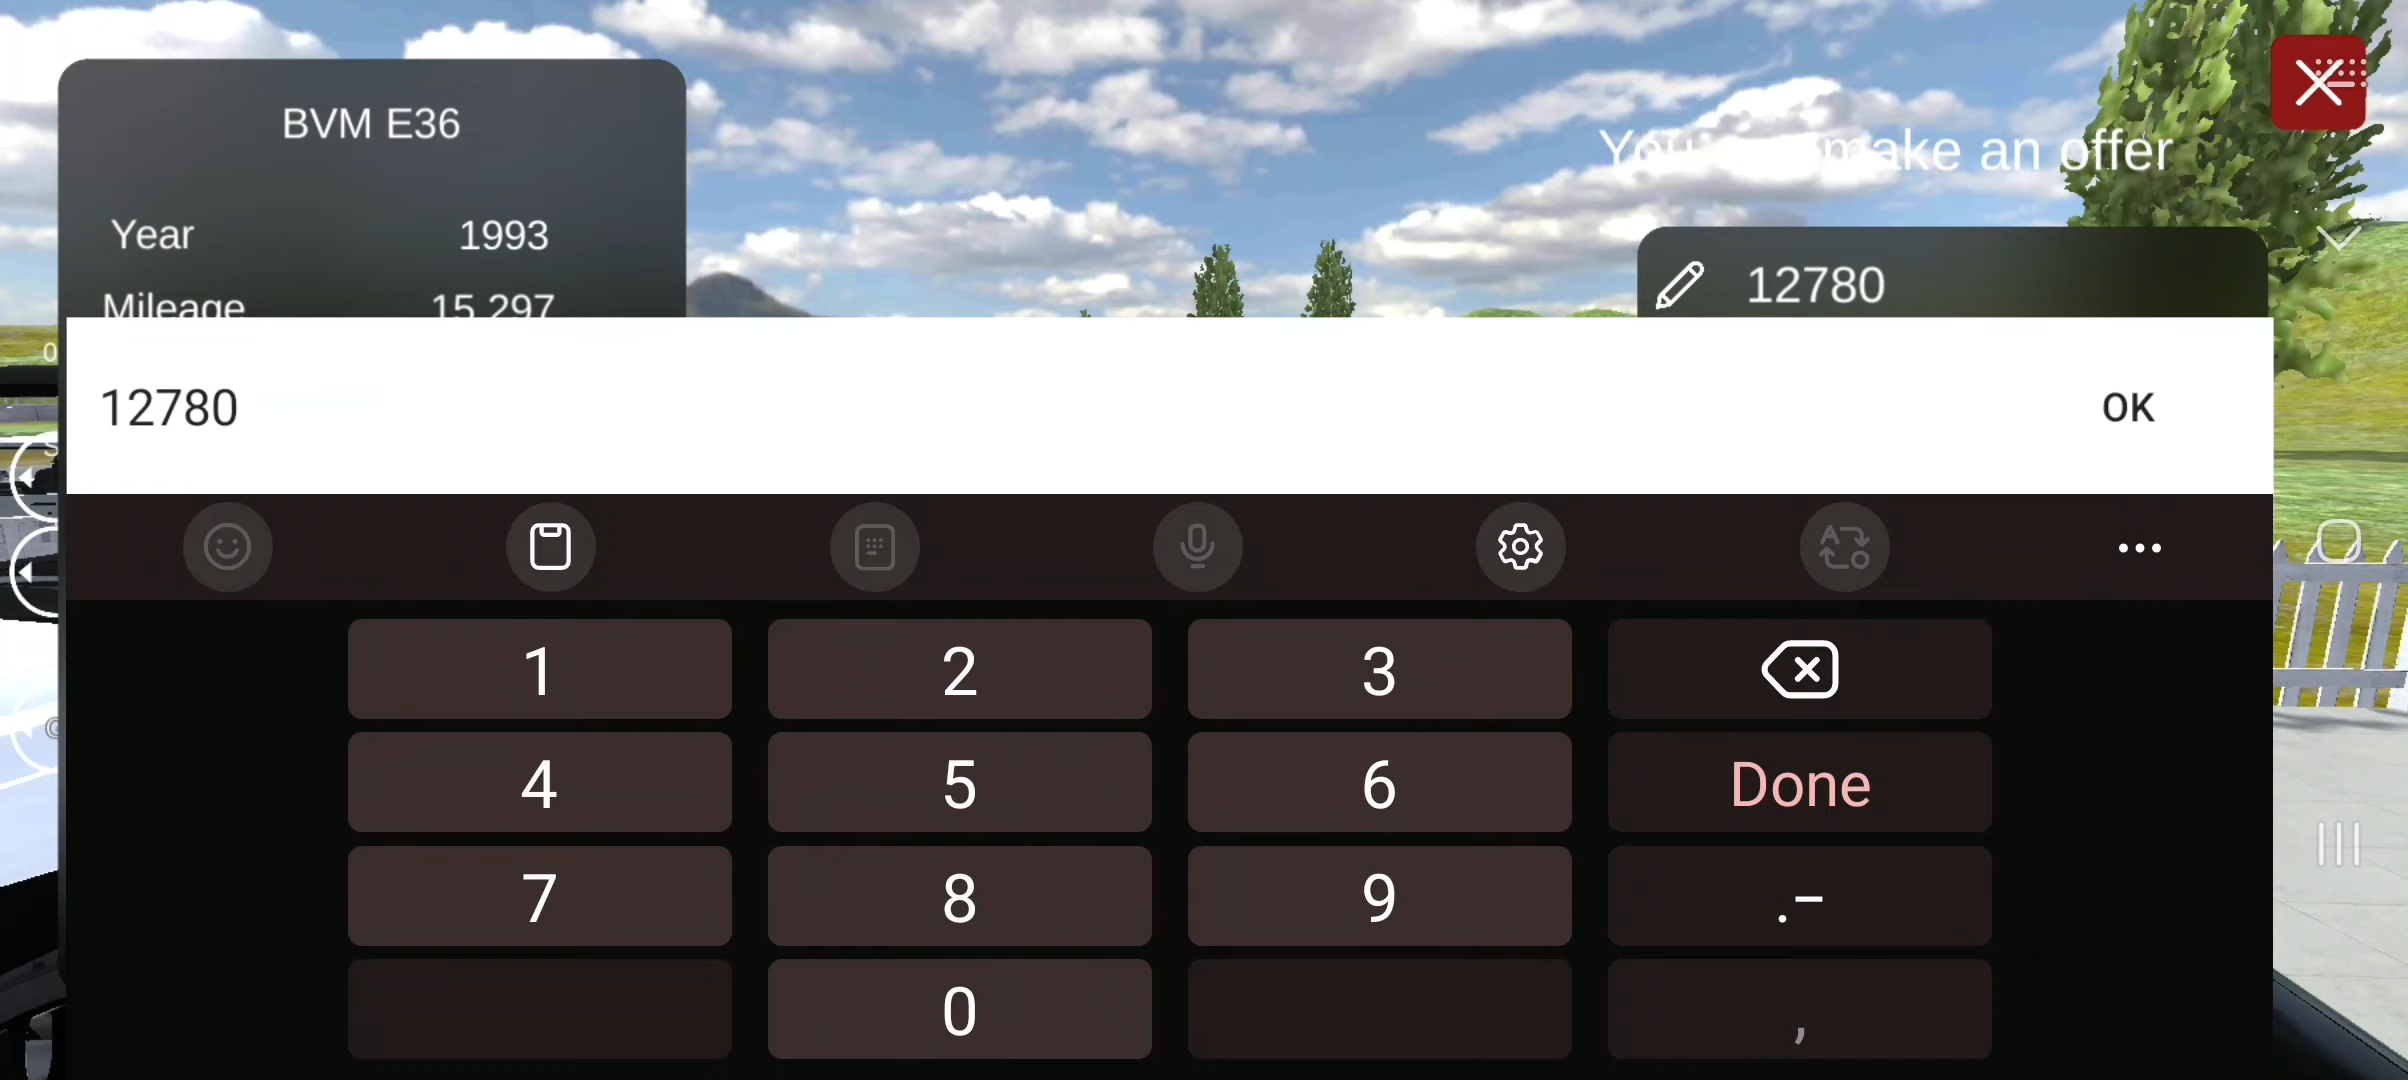 BVM E36
Year 1993
Mileage 15 297
make an offer
12780
12780
OK
1 2 3
4 5 6 Done
7 8 9 .-
0 ,